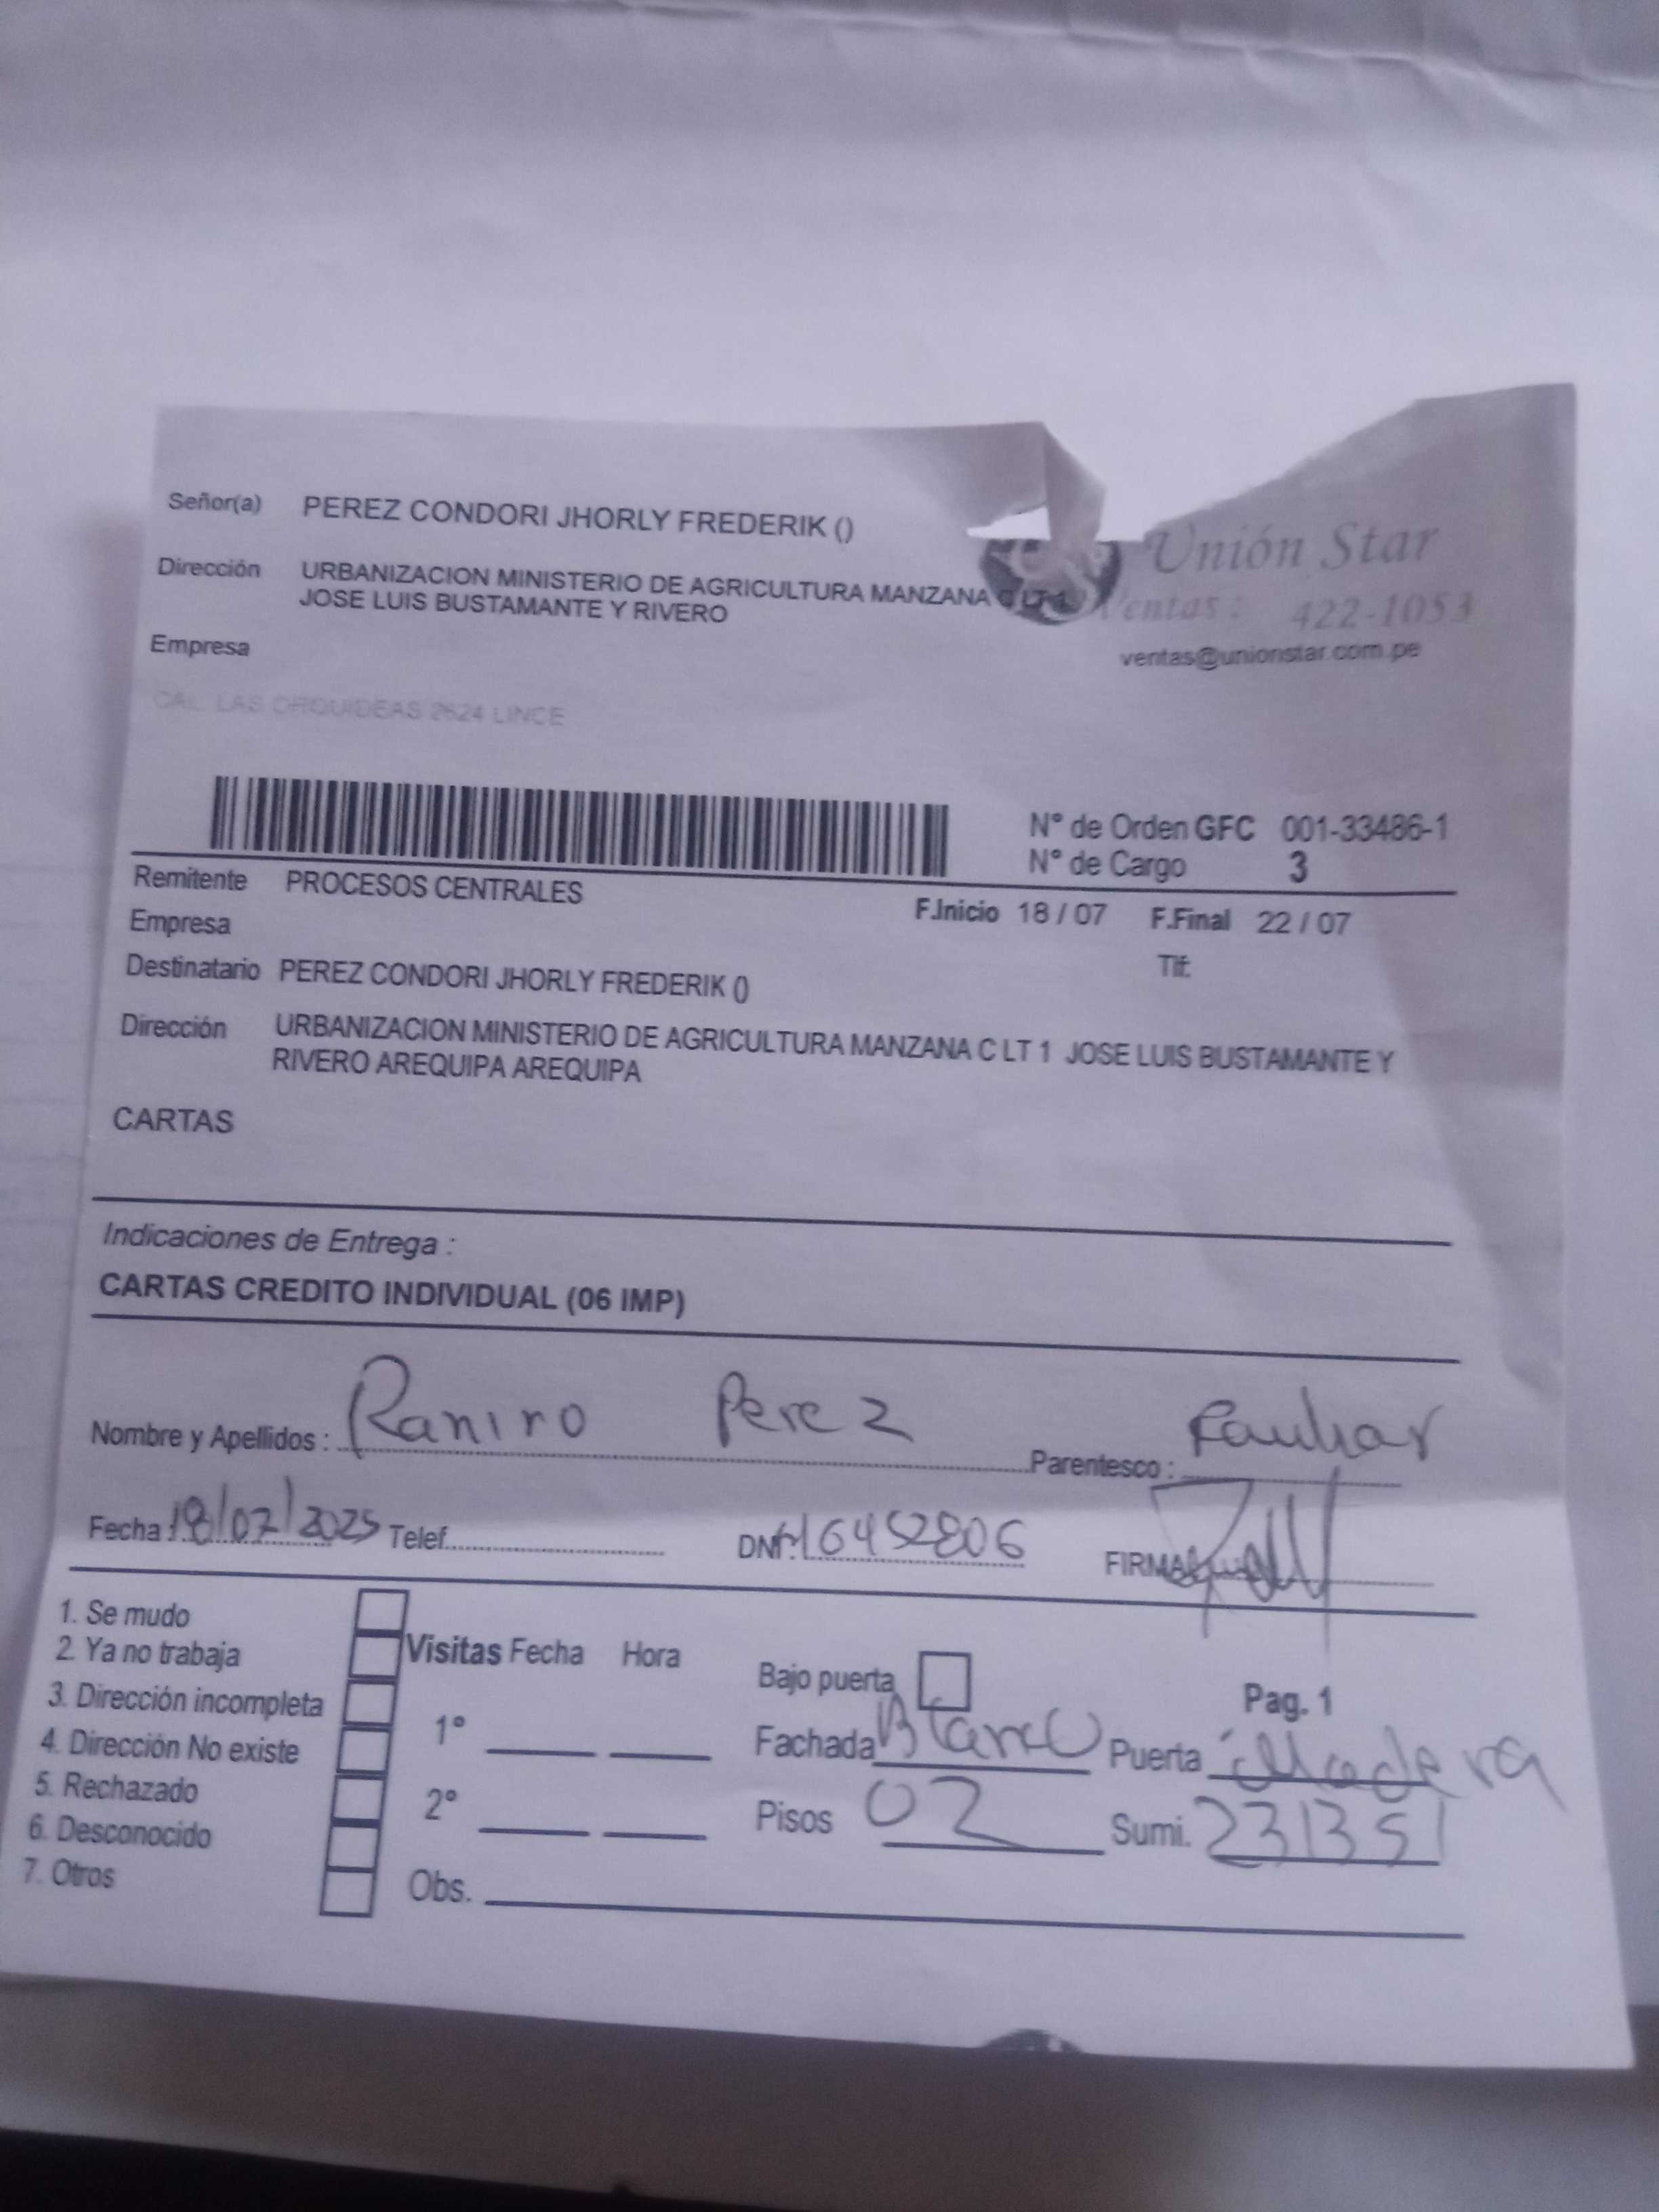 Señor(a) PEREZ CONDORI JHORLY FREDERIK ()
Unión Star
Dirección URBANIZACION MINISTERIO DE AGRICULTURA MANZANA C LT 1
JOSE LUIS BUSTAMANTE Y RIVERO
Ventas : 422-1053
ventas@unionstar.com.pe
Empresa
CAL. LAS ORQUIDEAS 2624 LINCE
N° de Orden GFC 001-33486-1
N° de Cargo 3
Remitente PROCESOS CENTRALES
F.Inicio 18 / 07 F.Final 22 / 07
Empresa
Destinatario PEREZ CONDORI JHORLY FREDERIK ()
Tlf:
Dirección URBANIZACION MINISTERIO DE AGRICULTURA MANZANA C LT 1 JOSE LUIS BUSTAMANTE Y
RIVERO AREQUIPA AREQUIPA
CARTAS
Indicaciones de Entrega :
CARTAS CREDITO INDIVIDUAL (06 IMP)
Nombre y Apellidos : Raniro Perez Parentesco :
Fecha : 18/07/2025 Telef. DNI: 16452806 FIRMA
1. Se mudo
2. Ya no trabaja
3. Dirección incompleta
4. Dirección No existe
5. Rechazado
6. Desconocido
7. Otros
Visitas Fecha Hora
1°
2°
Obs.
Bajo puerta
Pag. 1
Fachada Blanco Puerta Madera
Pisos 02 Sumi. 231351